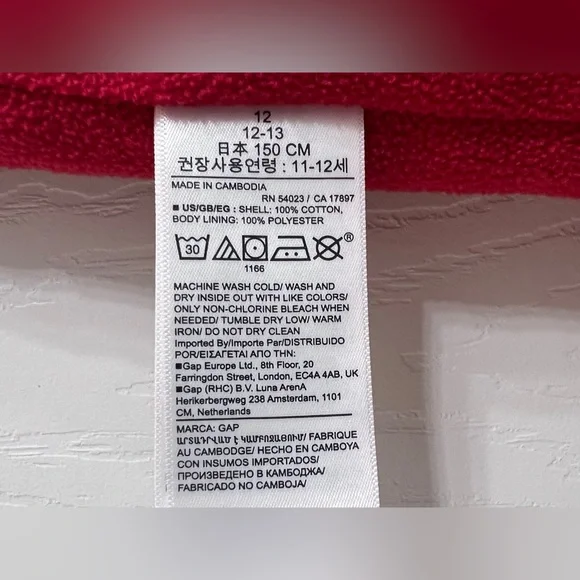 12
12-13
日本 150 CM
권장사용연령 : 11-12세
MADE IN CAMBODIA
RN 54023 / CA 17897
■ US/GB/EG : SHELL: 100% COTTON,
BODY LINING: 100% POLYESTER
30 ®
1166
MACHINE WASH COLD/ WASH AND
DRY INSIDE OUT WITH LIKE COLORS/
ONLY NON-CHLORINE BLEACH WHEN
NEEDED/ TUMBLE DRY LOW/ WARM
IRON/ DO NOT DRY CLEAN
Imported By/Importe Par/DISTRIBUIDO
POR/ΕΙΣΑΓΕΤΑΙ ΑΠΟ ΤΗΝ:
■Gap Europe Ltd., 8th Floor, 20
Farringdon Street, London, EC4A 4AB, UK
■Gap (RHC) B.V. Luna ArenA
Herikerbergweg 238 Amsterdam, 1101
CM, Netherlands
MARCA: GAP
ԱՐՏԱԴՐՎԱԾ Է ԿԱՄԲՈՋԱՅՈՒՄ/ FABRIQUE
AU CAMBODGE/ HECHO EN CAMBOYA
CON INSUMOS IMPORTADOS/
ПРОИЗВЕДЕНО В КАМБОДЖА/
FABRICADO NO CAMBOJA/